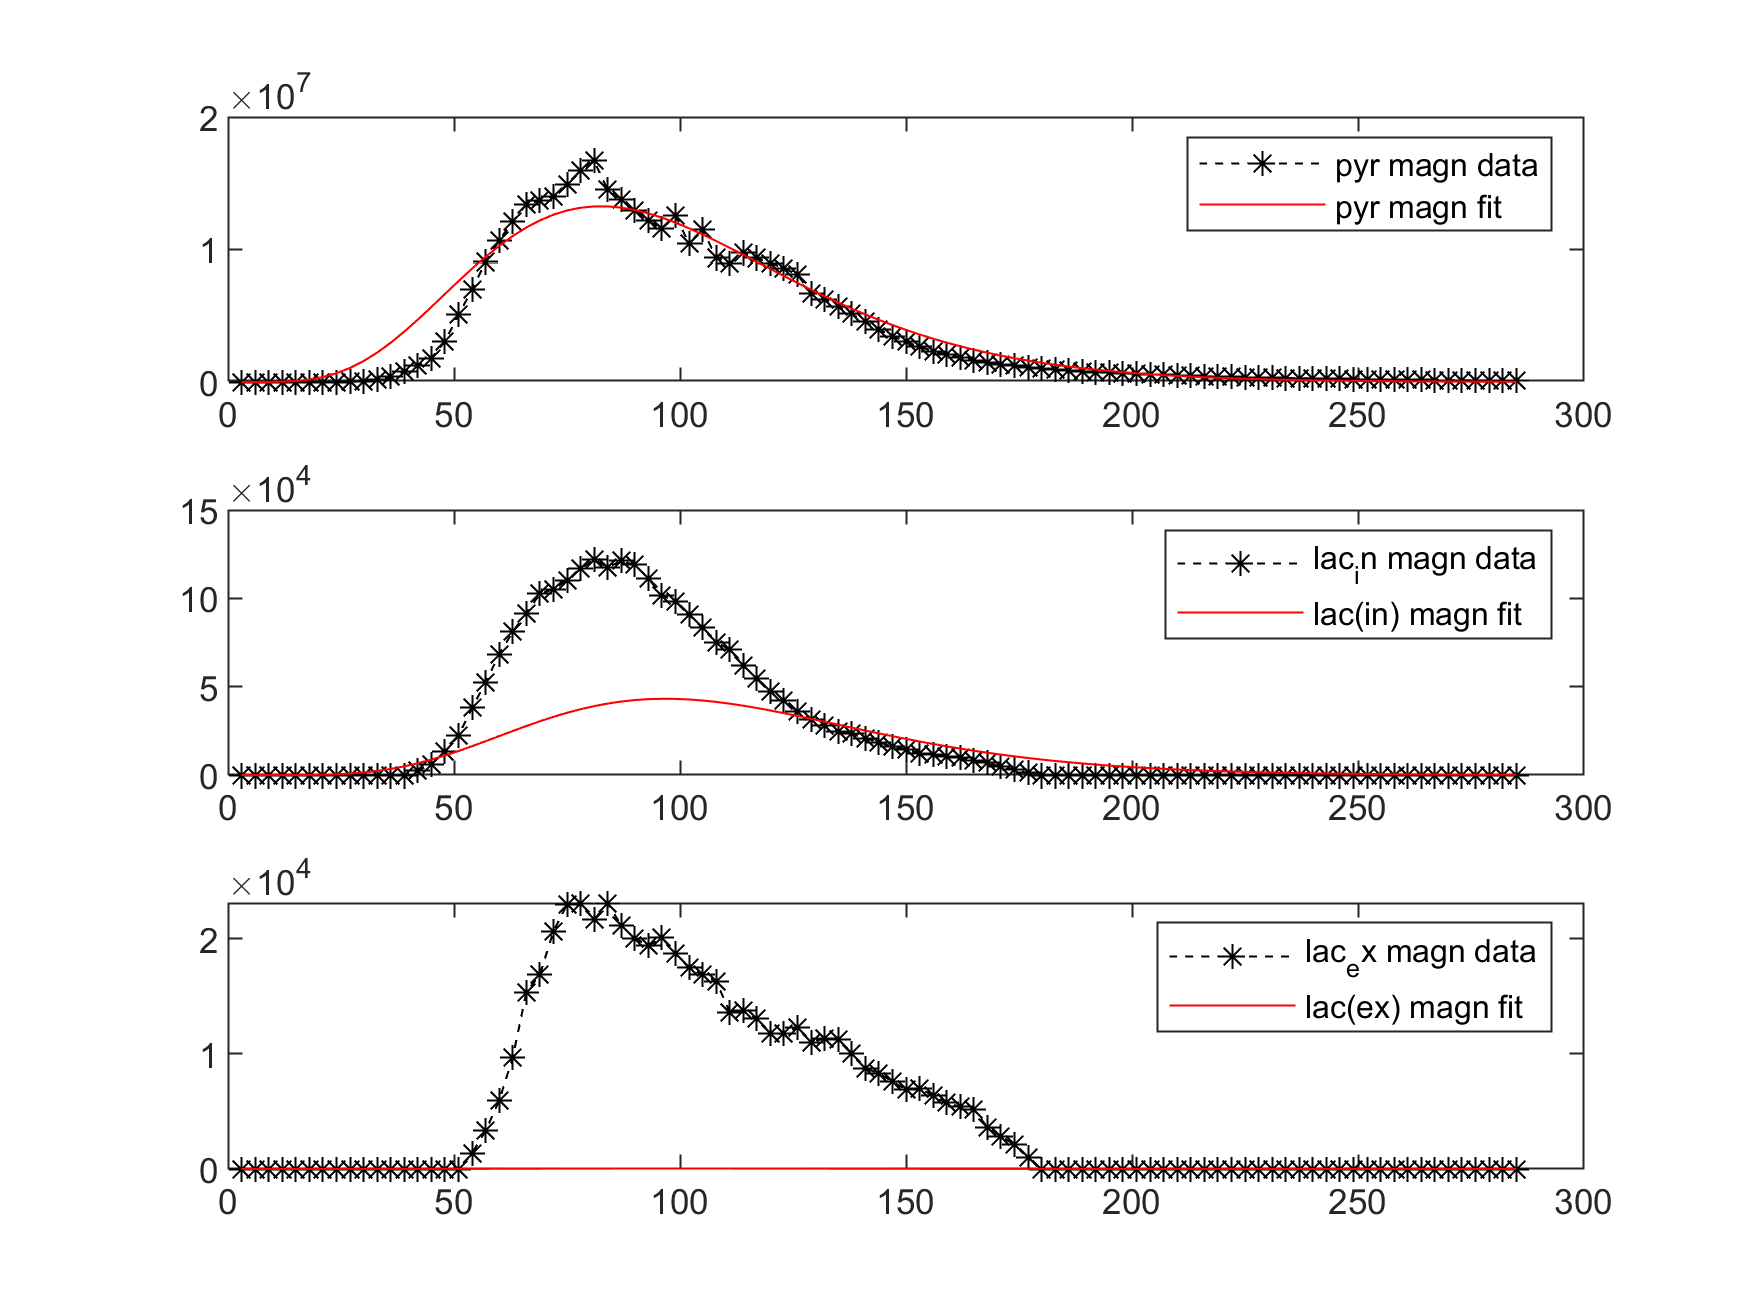 ×10^7
2
1
0
0 50 100 150 200 250 300
pyr magn data
pyr magn fit
×10^4
15
10
5
0
0 50 100 150 200 250 300
lac_in magn data
lac(in) magn fit
×10^4
2
1
0
0 50 100 150 200 250 300
lac_ex magn data
lac(ex) magn fit